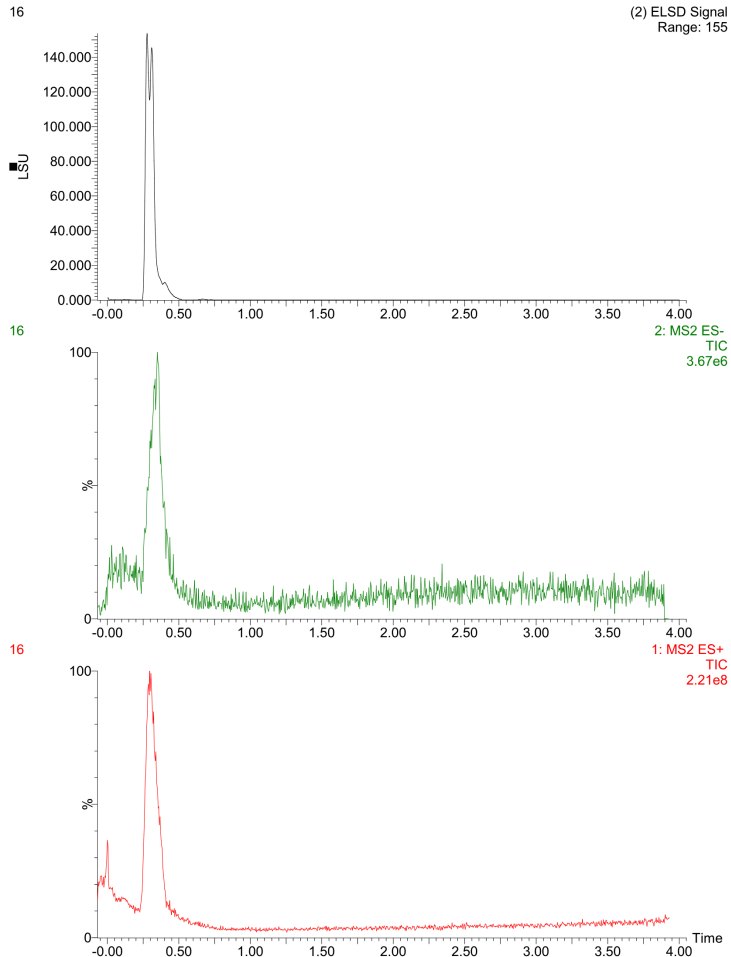 16
(2) ELSD Signal
Range: 155
LSU
140.000
120.000
100.000
80.000
60.000
40.000
20.000
0.000
-0.00 0.50 1.00 1.50 2.00 2.50 3.00 3.50 4.00
16
2: MS2 ES-
TIC
3.67e6
100
%
0
-0.00 0.50 1.00 1.50 2.00 2.50 3.00 3.50 4.00
16
1: MS2 ES+
TIC
2.21e8
100
%
0
-0.00 0.50 1.00 1.50 2.00 2.50 3.00 3.50 4.00 Time